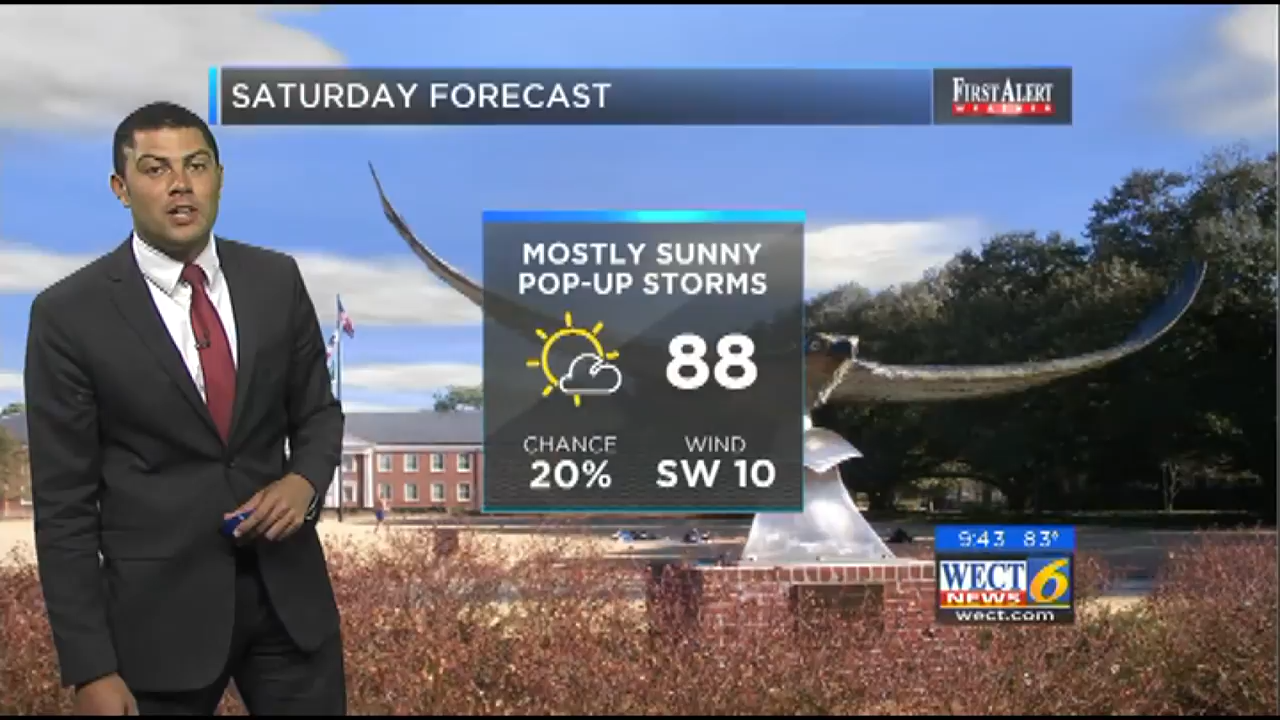 SATURDAY FORECAST
FIRST ALERT
WEATHER
MOSTLY SUNNY
POP-UP STORMS
88
CHANCE
20%
WIND
SW 10
9:43 83°
WECT 6
NEWS
wect.com